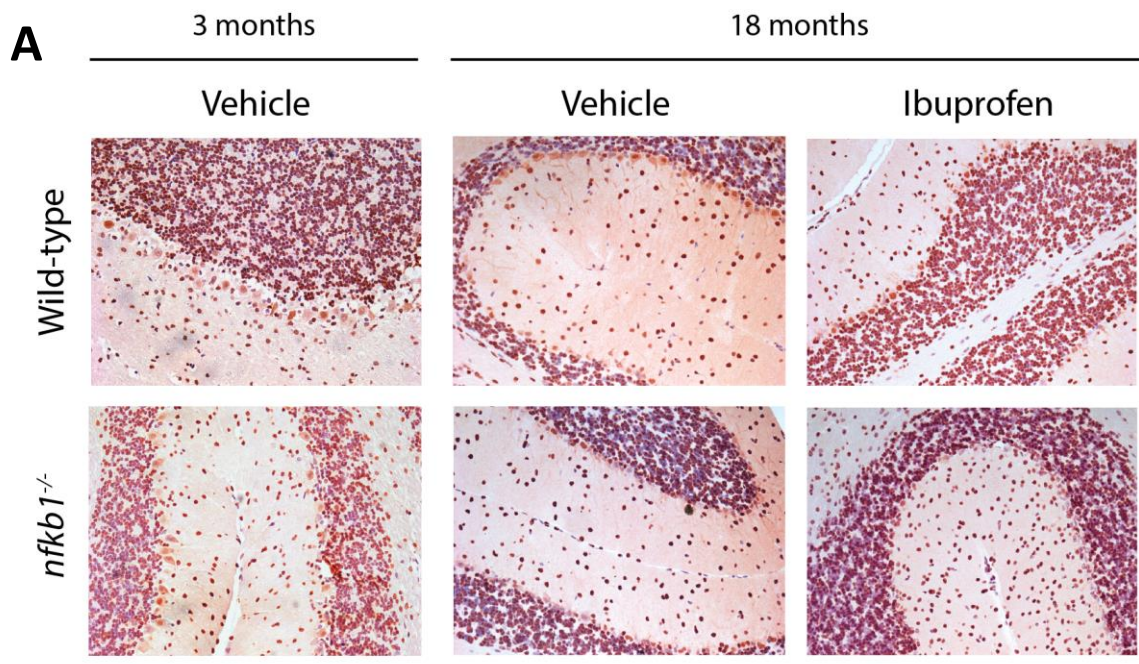 A
3 months
18 months
Vehicle
Vehicle
Ibuprofen
Wild-type
nfkb1-/-